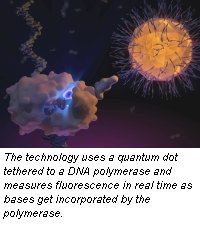 The technology uses a quantum dot
tethered to a DNA polymerase and
measures fluorescence in real time as
bases get incorporated by the
polymerase.